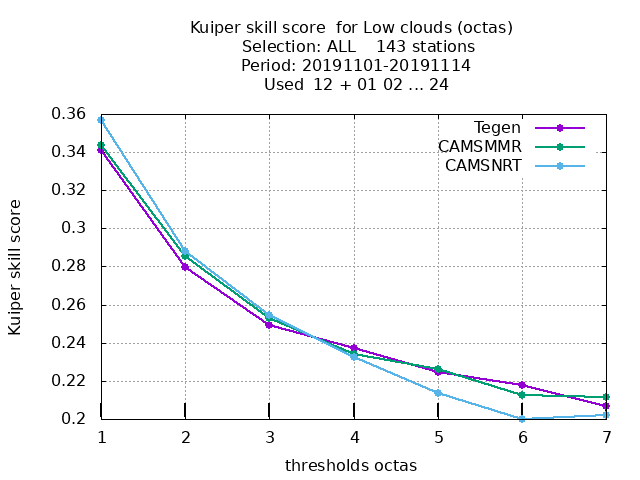 Kuiper skill score  for Low clouds (octas)
Selection: ALL    143 stations
Period: 20191101-20191114
Used  12 + 01 02 ... 24
Tegen
CAMSMMR
CAMSNRT
Kuiper skill score
0.36
0.34
0.32
0.3
0.28
0.26
0.24
0.22
0.2
1 2 3 4 5 6 7
thresholds octas